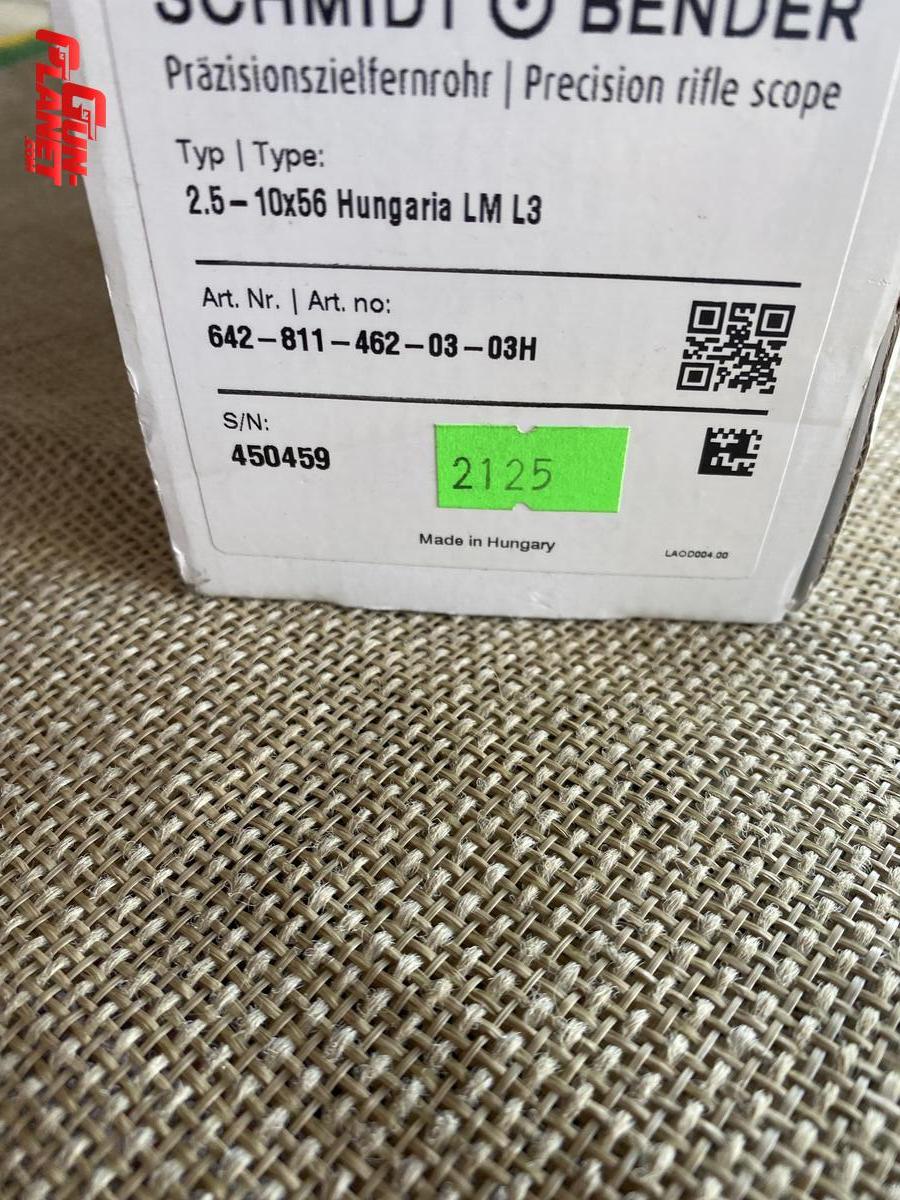 SCHMIDT BENDER
Präzisionszielfernrohr | Precision rifle scope
Typ | Type:
2.5–10x56 Hungaria LM L3
Art. Nr. | Art. no:
642–811–462–03–03H
S/N:
450459
2125
Made in Hungary
LAOD004.00
GUN-
PLANET
.COM